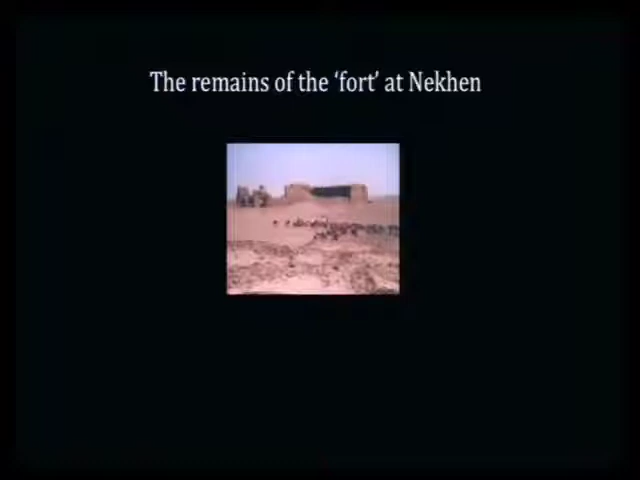 The remains of the ‘fort’ at Nekhen